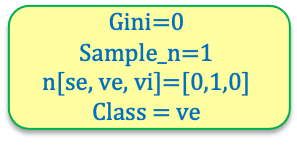 Gini=0
Sample_n=1
n[se, ve, vi]=[0,1,0]
Class = ve